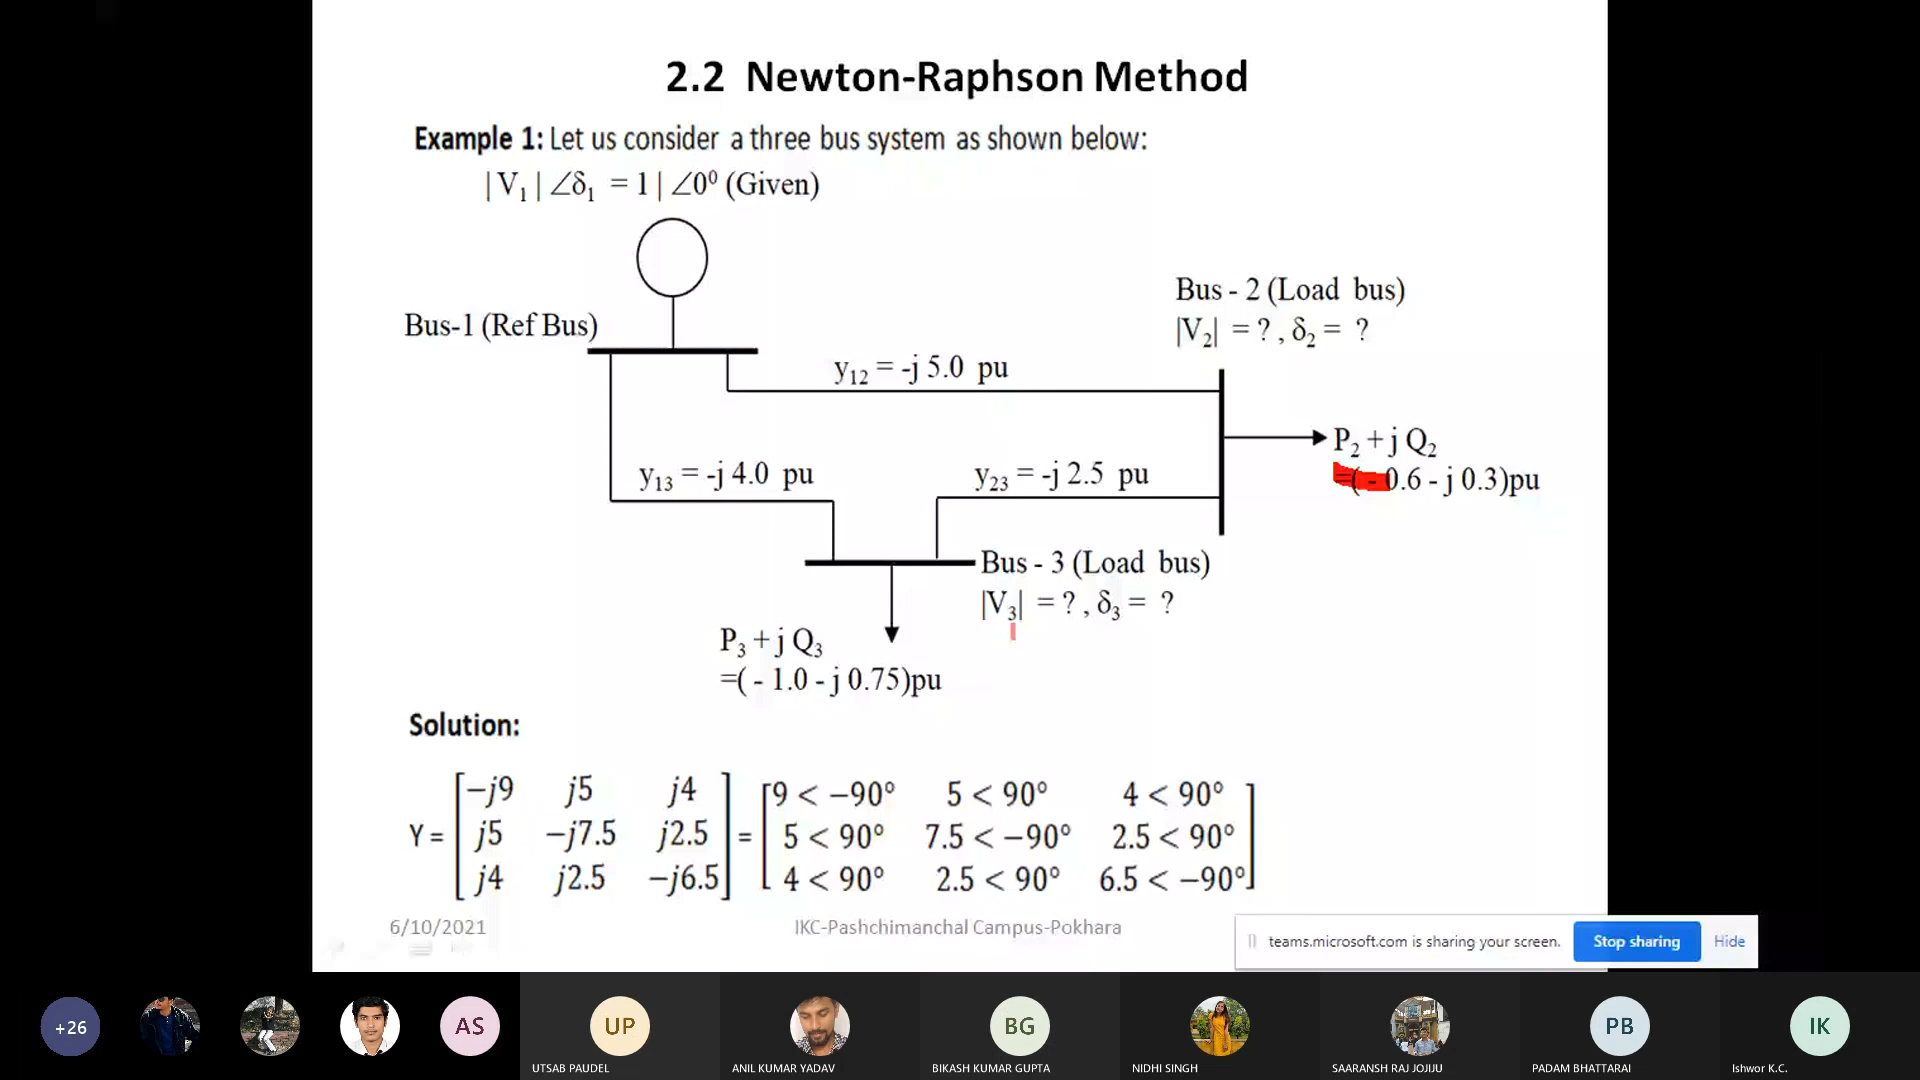 2.2 Newton-Raphson Method
Example 1: Let us consider a three bus system as shown below:
|V₁| ∠δ₁ = 1 | ∠0⁰ (Given)
Bus-1 (Ref Bus)
Bus - 2 (Load bus)
|V₂| = ? , δ₂ = ?
y₁₂ = -j 5.0 pu
P₂ + j Q₂
=( - 0.6 - j 0.3)pu
y₁₃ = -j 4.0 pu
y₂₃ = -j 2.5 pu
Bus - 3 (Load bus)
|V₃| = ? , δ₃ = ?
P₃ + j Q₃
=( - 1.0 - j 0.75)pu
Solution:
−j9 j5 j4 9 < −90° 5 < 90° 4 < 90°
Y = j5 −j7.5 j2.5 = 5 < 90° 7.5 < −90° 2.5 < 90°
j4 j2.5 −j6.5 4 < 90° 2.5 < 90° 6.5 < −90°
6/10/2021
IKC-Pashchimanchal Campus-Pokhara
teams.microsoft.com is sharing your screen.
Stop sharing
Hide
+26
AS
UP
BG
PB
IK
UTSAB PAUDEL
ANIL KUMAR YADAV
BIKASH KUMAR GUPTA
NIDHI SINGH
SAARANSH RAJ JOJIJU
PADAM BHATTARAI
Ishwor K.C.